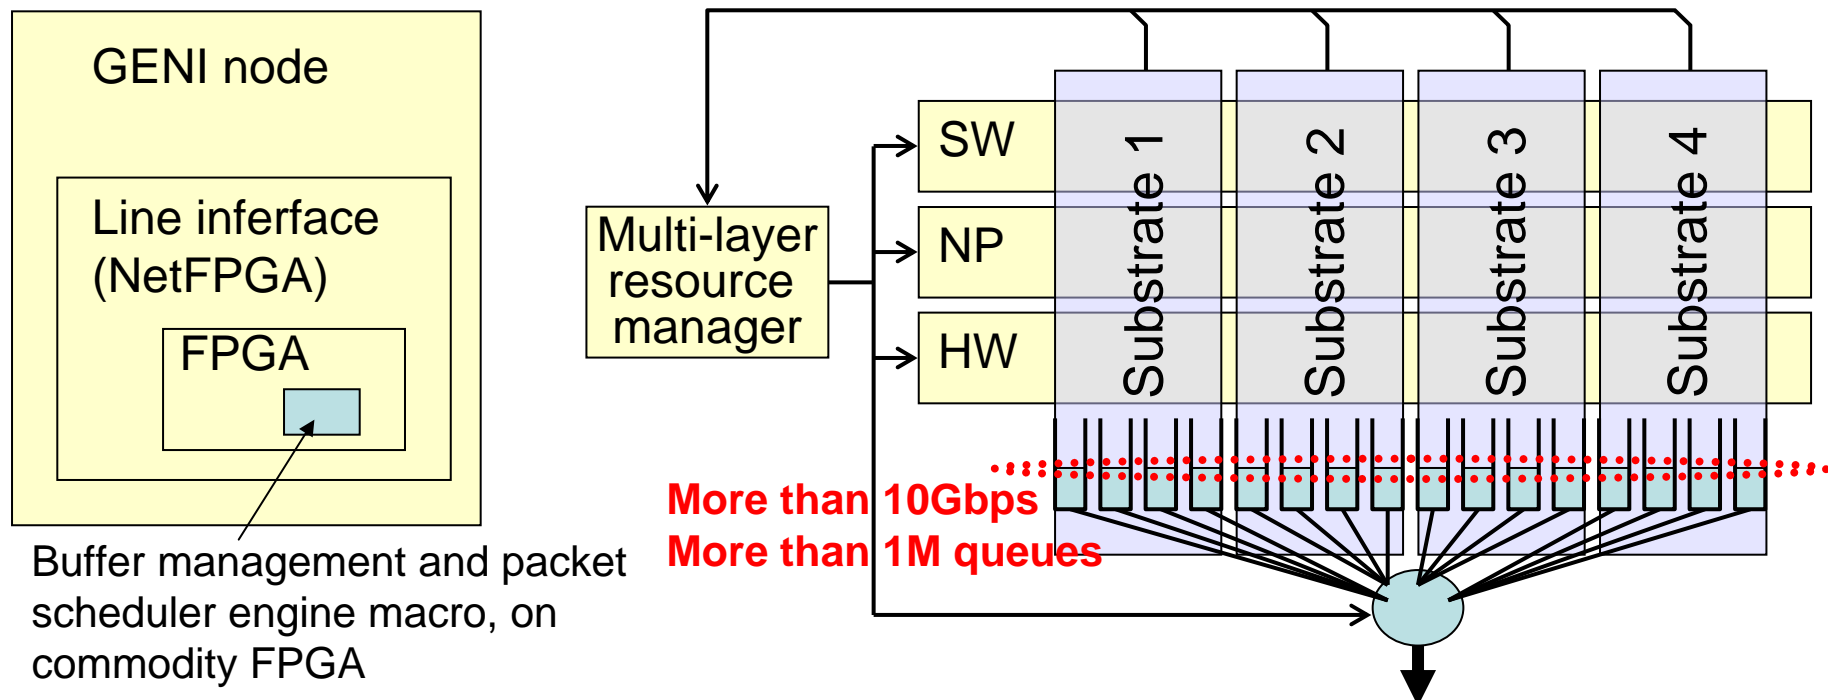 GENI node
Line inferface
(NetFPGA)
FPGA
Buffer management and packet
scheduler engine macro, on
commodity FPGA
Multi-layer
resource
manager
SW
NP
HW
Substrate 1
Substrate 2
Substrate 3
Substrate 4
More than 10Gbps
More than 1M queues